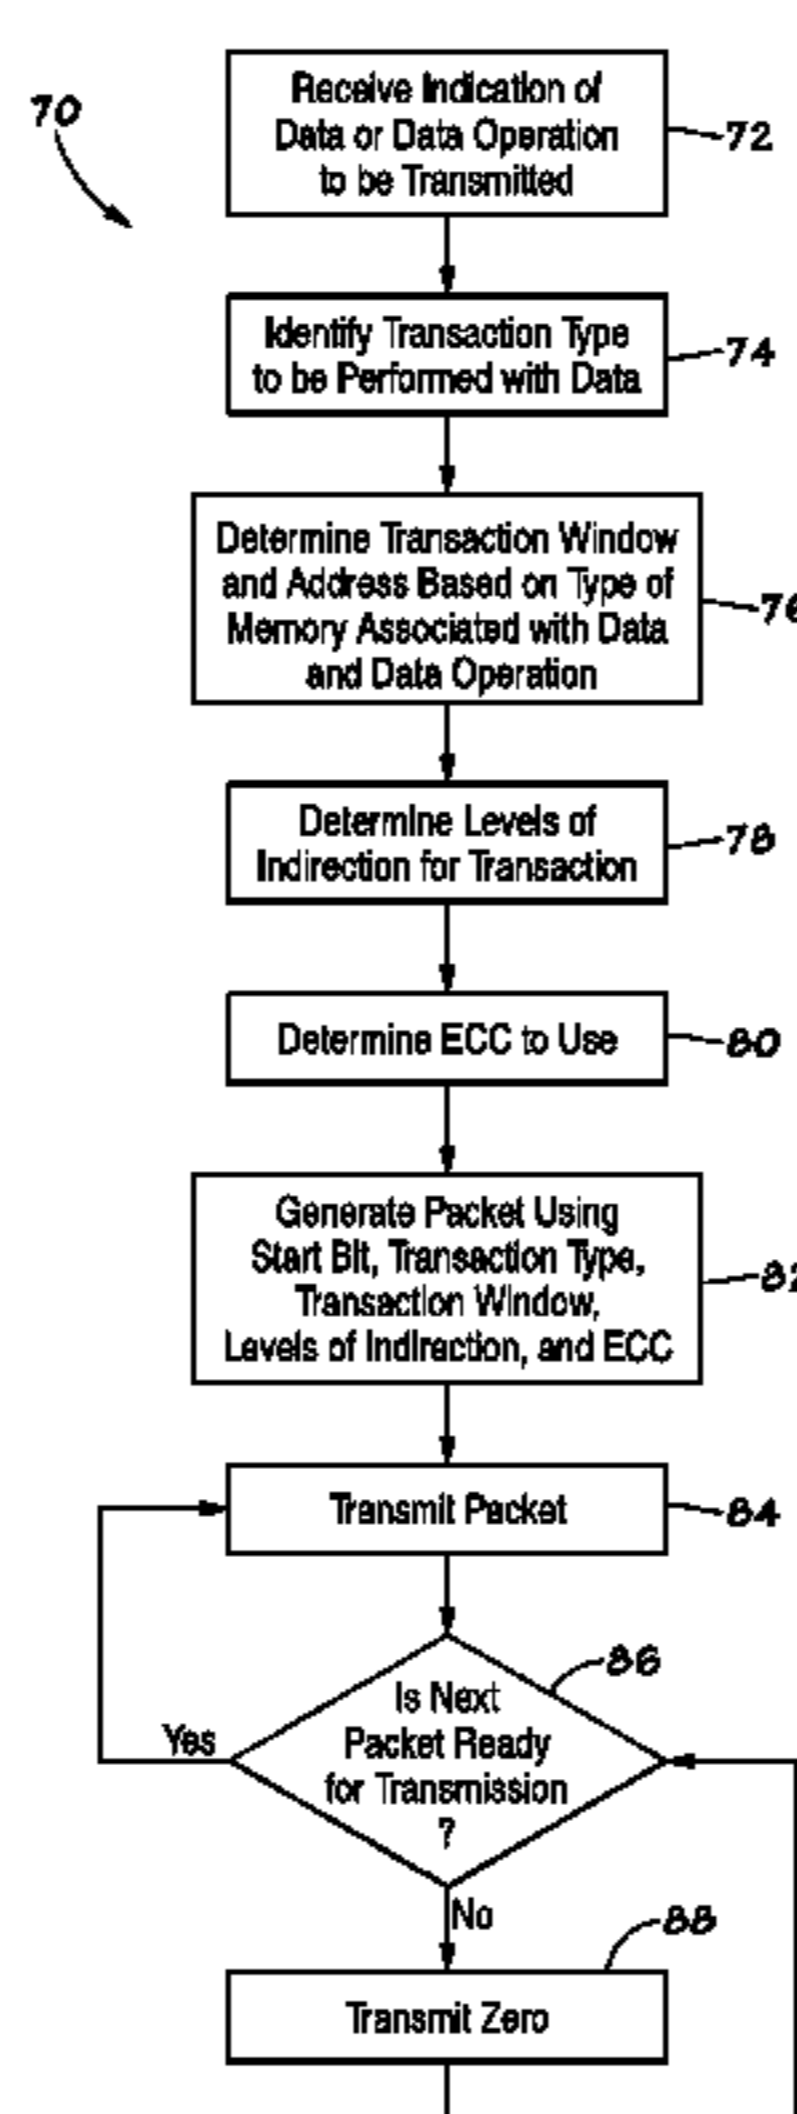 70
Receive Indication of
Data or Data Operation
to be Transmitted
72
Identify Transaction Type
to be Performed with Data
74
Determine Transaction Window
and Address Based on Type of
Memory Associated with Data
and Data Operation
76
Determine Levels of
Indirection for Transaction
78
Determine ECC to Use
80
Generate Packet Using
Start Bit, Transaction Type,
Transaction Window,
Levels of Indirection, and ECC
82
Transmit Packet
84
86
Is Next
Packet Ready
for Transmission
?
Yes
No
88
Transmit Zero